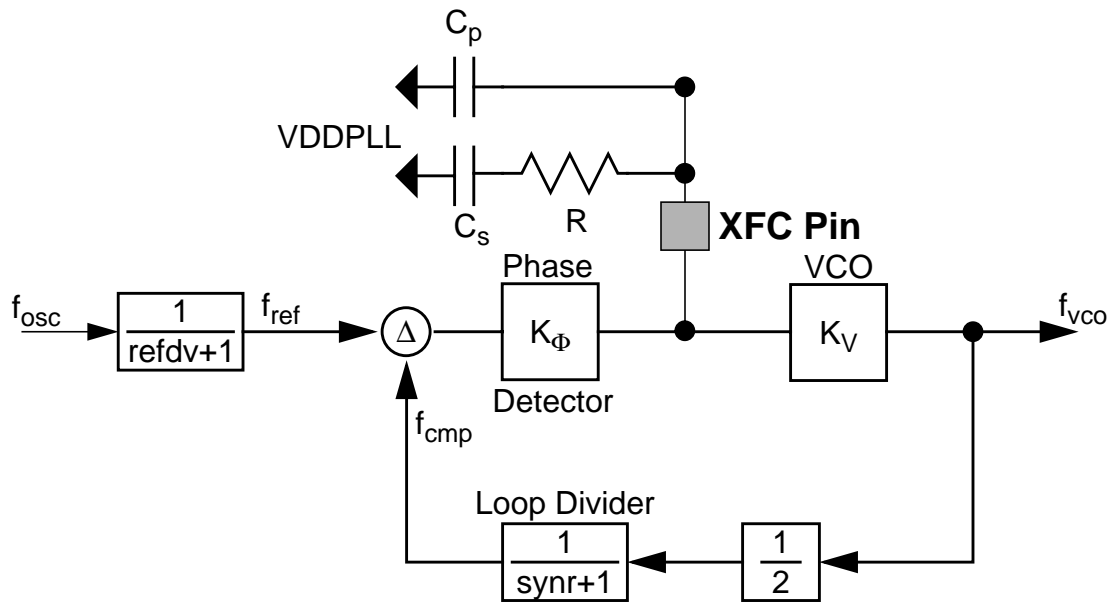 Cp
VDDPLL
Cs
R
XFC Pin
Phase
VCO
fosc
1
refdv+1
fref
Δ
KΦ
KV
fvco
Detector
fcmp
Loop Divider
1
synr+1
1
2